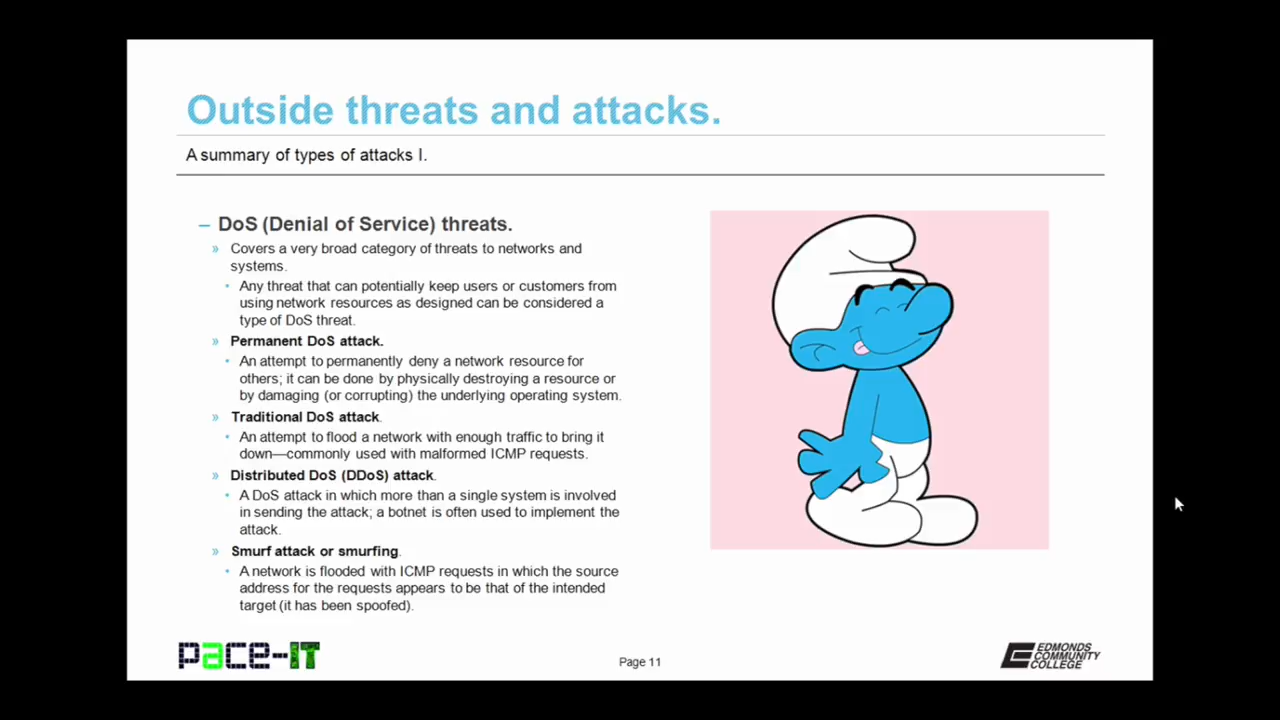 Outside threats and attacks.
A summary of types of attacks I.
– DoS (Denial of Service) threats.
» Covers a very broad category of threats to networks and
systems.
• Any threat that can potentially keep users or customers from
using network resources as designed can be considered a
type of DoS threat.
» Permanent DoS attack.
• An attempt to permanently deny a network resource for
others; it can be done by physically destroying a resource or
by damaging (or corrupting) the underlying operating system.
» Traditional DoS attack.
• An attempt to flood a network with enough traffic to bring it
down—commonly used with malformed ICMP requests.
» Distributed DoS (DDoS) attack.
• A DoS attack in which more than a single system is involved
in sending the attack; a botnet is often used to implement the
attack.
» Smurf attack or smurfing.
• A network is flooded with ICMP requests in which the source
address for the requests appears to be that of the intended
target (it has been spoofed).
pace-IT
Page 11
EDMONDS
COMMUNITY
COLLEGE